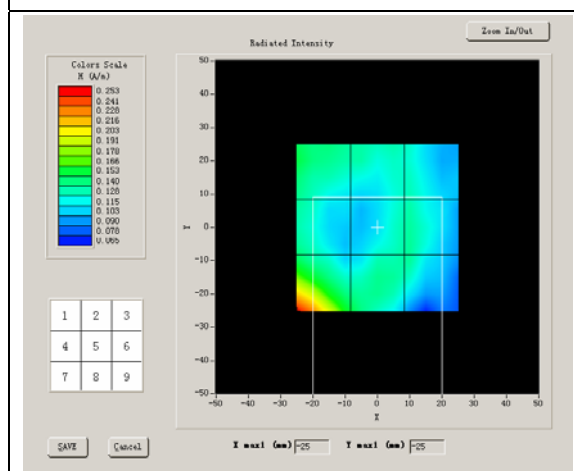 Zoom In/Out
Radiated Intensity
Colors Scale
H (A/m)
0.253
0.241
0.228
0.216
0.203
0.191
0.178
0.166
0.153
0.140
0.128
0.115
0.103
0.090
0.078
0.065
50
40
30
20
10
0
-10
-20
-30
-40
-50
Y
-50 -40 -30 -20 -10 0 10 20 30 40 50
X
1 2 3
4 5 6
7 8 9
SAVE Cancel
X max1 (mm) -25 Y max1 (mm) -25